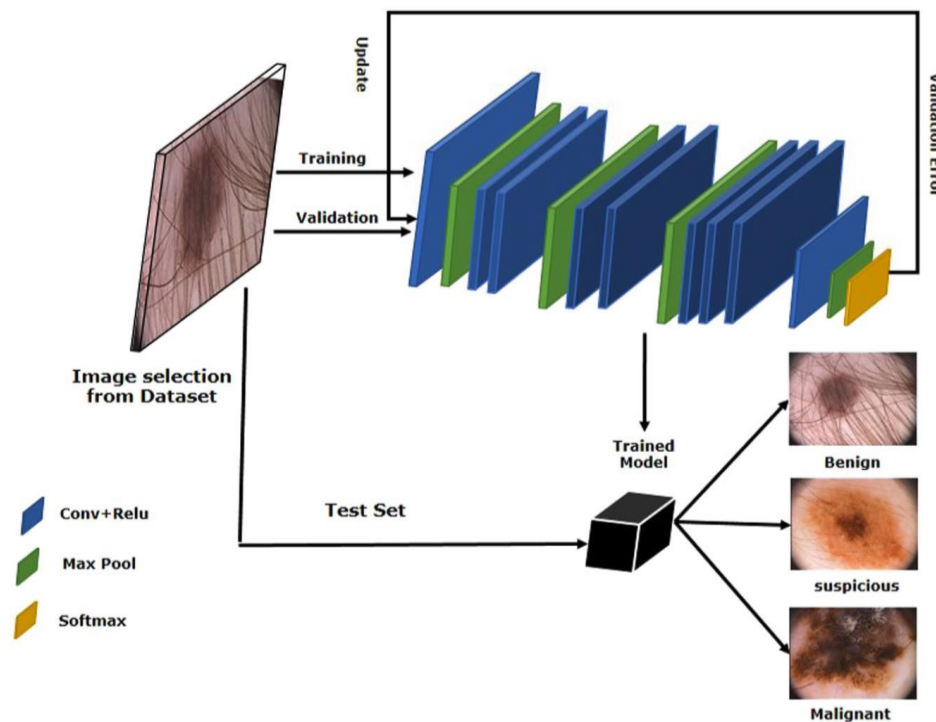 Update
Validation Error
Training
Validation
Image selection
from Dataset
Trained
Model
Benign
Test Set
suspicious
Malignant
Conv+Relu
Max Pool
Softmax